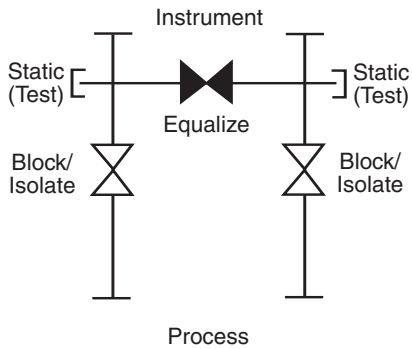 Instrument
Static
(Test)
Static
(Test)
Equalize
Block/
Isolate
Block/
Isolate
Process